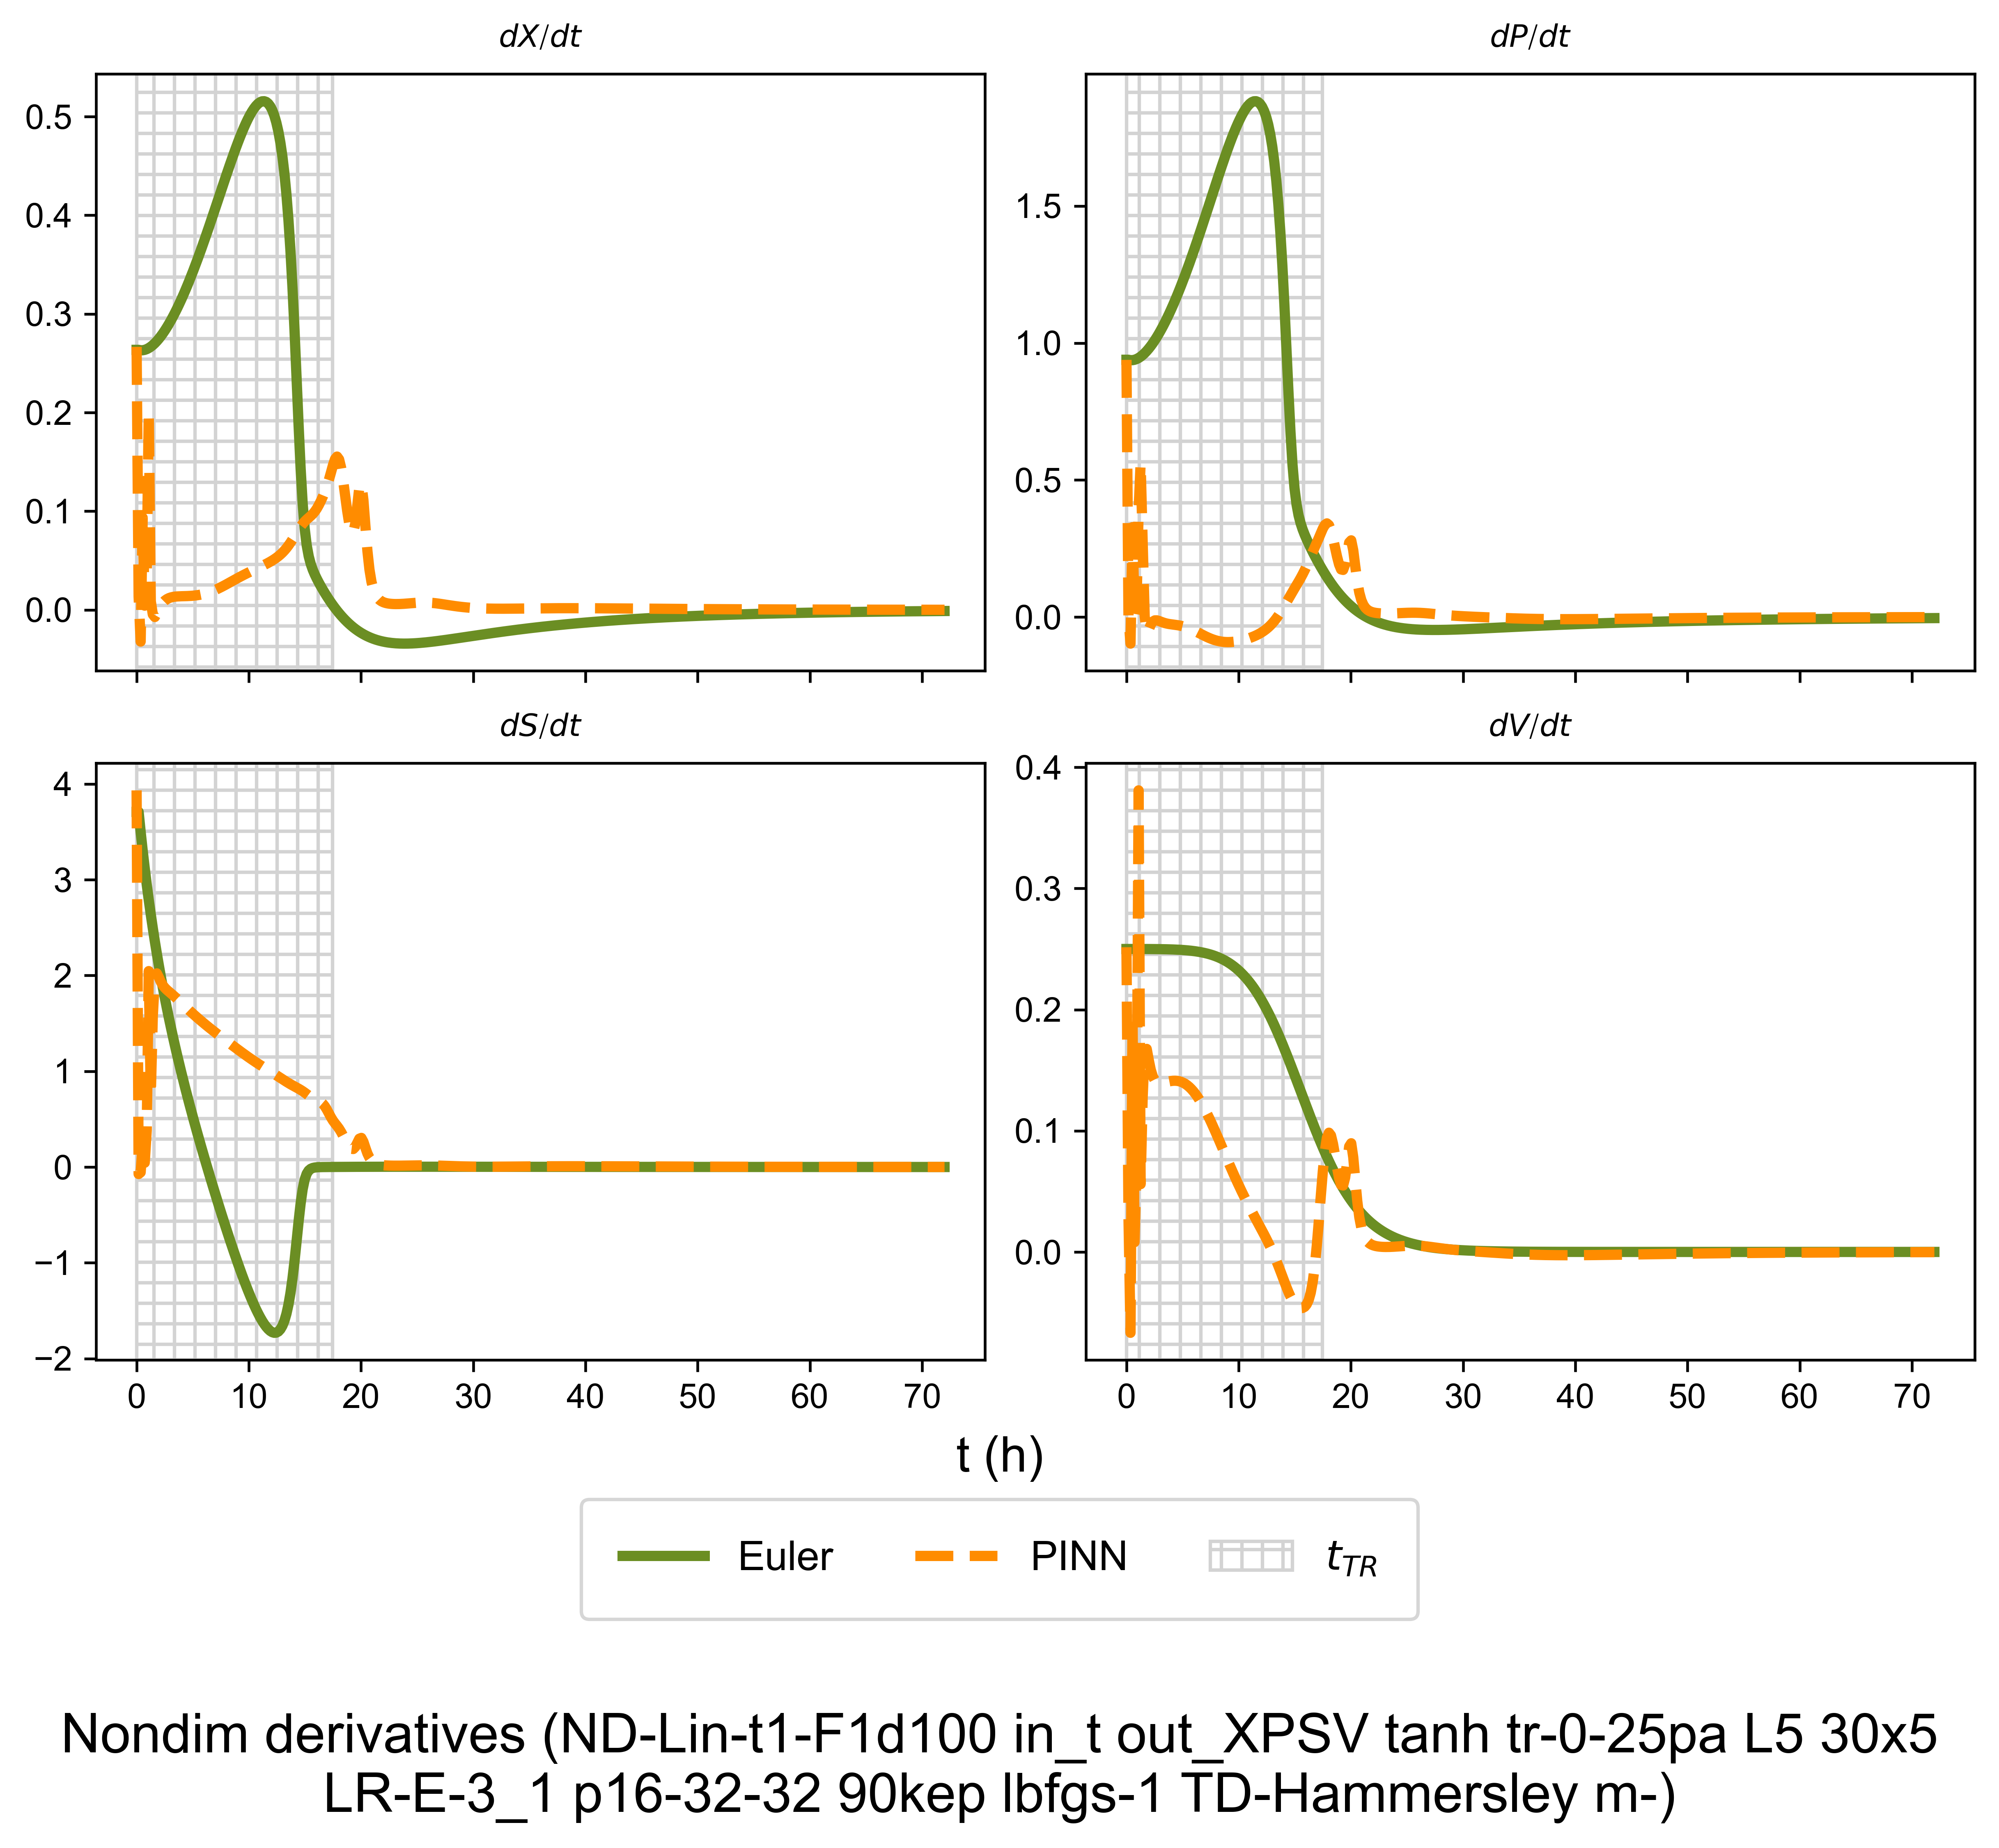 dX/dt
dP/dt
0.5
0.4
0.3
0.2
0.1
0.0
1.5
1.0
0.5
0.0
dS/dt
dV/dt
4
3
2
1
0
−1
−2
0.4
0.3
0.2
0.1
0.0
0 10 20 30 40 50 60 70
0 10 20 30 40 50 60 70
t (h)
Euler PINN t_{TR}
Nondim derivatives (ND-Lin-t1-F1d100 in_t out_XPSV tanh tr-0-25pa L5 30x5
LR-E-3_1 p16-32-32 90kep lbfgs-1 TD-Hammersley m-)